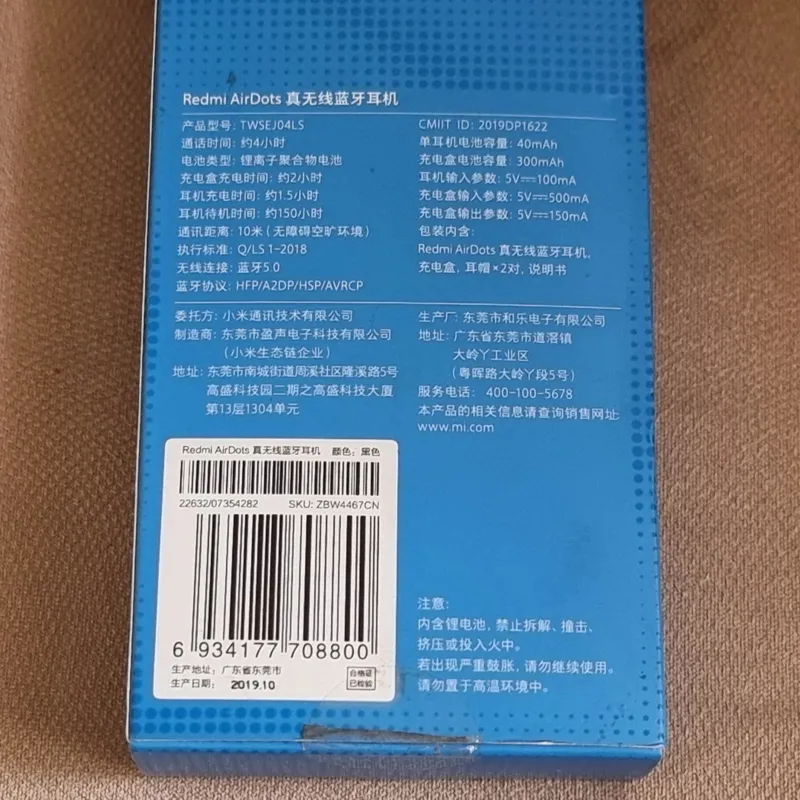 Redmi AirDots 真无线蓝牙耳机
产品型号: TWSEJ04LS
通话时间: 约4小时
电池类型: 锂离子聚合物电池
充电盒充电时间: 约2小时
耳机充电时间: 约1.5小时
耳机待机时间: 约150小时
通讯距离: 10米 (无障碍空旷环境)
执行标准: Q/LS 1-2018
无线连接: 蓝牙5.0
蓝牙协议: HFP/A2DP/HSP/AVRCP
CMIIT ID: 2019DP1622
单耳机电池容量: 40mAh
充电盒电池容量: 300mAh
耳机输入参数: 5V⎓100mA
充电盒输入参数: 5V⎓500mA
充电盒输出参数: 5V⎓150mA
包装内含:
Redmi AirDots 真无线蓝牙耳机,
充电盒, 耳帽×2对, 说明书
委托方: 小米通讯技术有限公司
制造商: 东莞市盈声电子科技有限公司
(小米生态链企业)
地址: 东莞市南城街道周溪社区隆溪路5号
高盛科技园二期之高盛科技大厦
第13层1304单元
生产厂: 东莞市和乐电子有限公司
地址: 广东省东莞市道滘镇
大岭丫工业区
(粤晖路大岭丫段5号)
服务电话: 400-100-5678
本产品的相关信息请查询销售网址:
www.mi.com
Redmi AirDots 真无线蓝牙耳机 颜色: 黑色
22632/07354282 SKU: ZBW4467CN
6 934177 708800
生产地址: 广东省东莞市
生产日期: 2019.10
合格证
已检验
注意:
内含锂电池, 禁止拆解、撞击、
挤压或投入火中。
若出现严重鼓胀, 请勿继续使用。
请勿置于高温环境中。